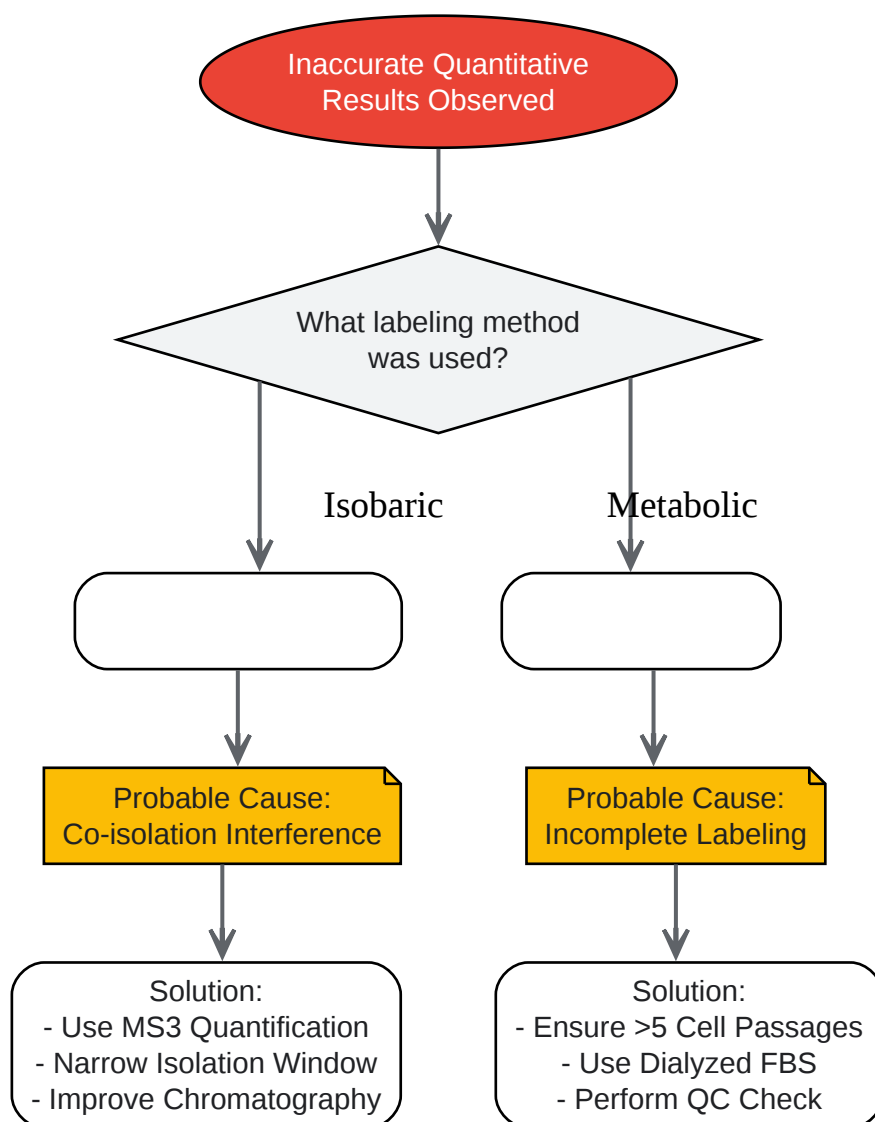 Inaccurate Quantitative
Results Observed
What labeling method
was used?
Isobaric
Metabolic
Probable Cause:
Co-isolation Interference
Probable Cause:
Incomplete Labeling
Solution:
- Use MS3 Quantification
- Narrow Isolation Window
- Improve Chromatography
Solution:
- Ensure >5 Cell Passages
- Use Dialyzed FBS
- Perform QC Check